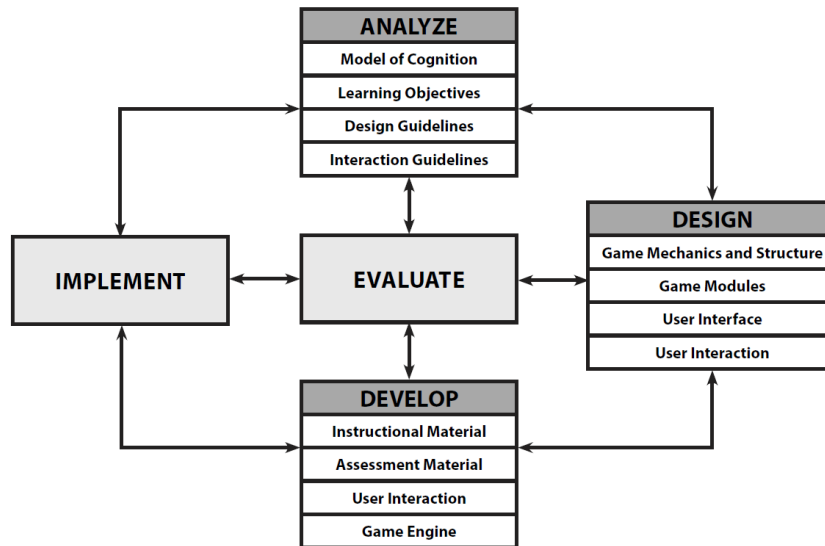 ANALYZE
Model of Cognition
Learning Objectives
Design Guidelines
Interaction Guidelines
IMPLEMENT
EVALUATE
DESIGN
Game Mechanics and Structure
Game Modules
User Interface
User Interaction
DEVELOP
Instructional Material
Assessment Material
User Interaction
Game Engine